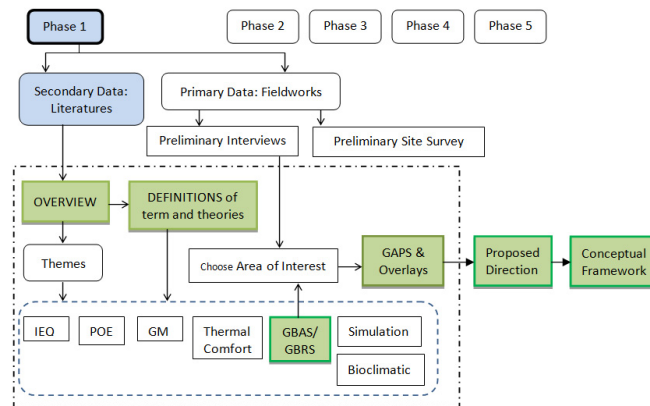 Phase 1
Phase 2
Phase 3
Phase 4
Phase 5
Secondary Data:
Literatures
Primary Data: Fieldworks
Preliminary Interviews
Preliminary Site Survey
OVERVIEW
DEFINITIONS of
term and theories
Themes
Choose Area of Interest
GAPS &
Overlays
Proposed
Direction
Conceptual
Framework
IEQ
POE
GM
Thermal
Comfort
GBAS/
GBRS
Simulation
Bioclimatic